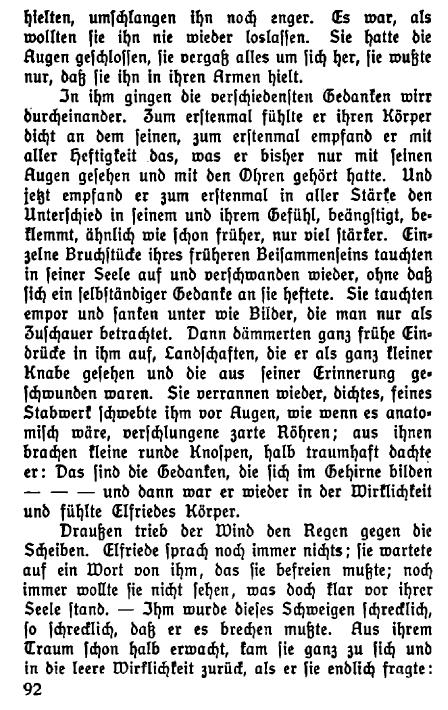 hielten, umschlangen ihn noch enger. Es war, als
wollten sie ihn nie wieder loslassen. Sie hatte die
Augen geschlossen, sie vergaß alles um sich her, sie wußte
nur, daß sie ihn in ihren Armen hielt.
In ihm gingen die verschiedensten Gedanken wirr
durcheinander. Zum erstenmal fühlte er ihren Körper
dicht an dem seinen, zum erstenmal empfand er mit
aller Heftigkeit das, was er bisher nur mit seinen
Augen gesehen und mit den Ohren gehört hatte. Und
jetzt empfand er zum erstenmal in aller Stärke den
Unterschied in seinem und ihrem Gefühl, beängstigt, be-
klemmt, ähnlich wie schon früher, nur viel stärker. Ein-
zelne Bruchstücke ihres früheren Beisammenseins tauchten
in seiner Seele auf und verschwanden wieder, ohne daß
sich ein selbständiger Gedanke an sie heftete. Sie tauchten
empor und sanken unter wie Bilder, die man nur als
Zuschauer betrachtet. Dann dämmerten ganz frühe Ein-
drücke in ihm auf, Landschaften, die er als ganz kleiner
Knabe gesehen und die aus seiner Erinnerung ge-
schwunden waren. Sie verrannen wieder, dichtes, feines
Stabwerk schwebte ihm vor Augen, wie wenn es anato-
misch wäre, verschlungene zarte Röhren; aus ihnen
brachen kleine runde Knospen, halb traumhaft dachte
er: Das sind die Gedanken, die sich im Gehirne bilden
— — — und dann war er wieder in der Wirklichkeit
und fühlte Elfriedes Körper.
Draußen trieb der Wind den Regen gegen die
Scheiben. Elfriede sprach noch immer nichts; sie wartete
auf ein Wort von ihm, das sie befreien mußte; noch
immer wollte sie nicht sehen, was doch klar vor ihrer
Seele stand. — Ihm wurde dieses Schweigen schrecklich,
so schrecklich, daß er es brechen mußte. Aus ihrem
Traum schon halb erwacht, kam sie ganz zu sich und
in die leere Wirklichkeit zurück, als er sie endlich fragte:
92